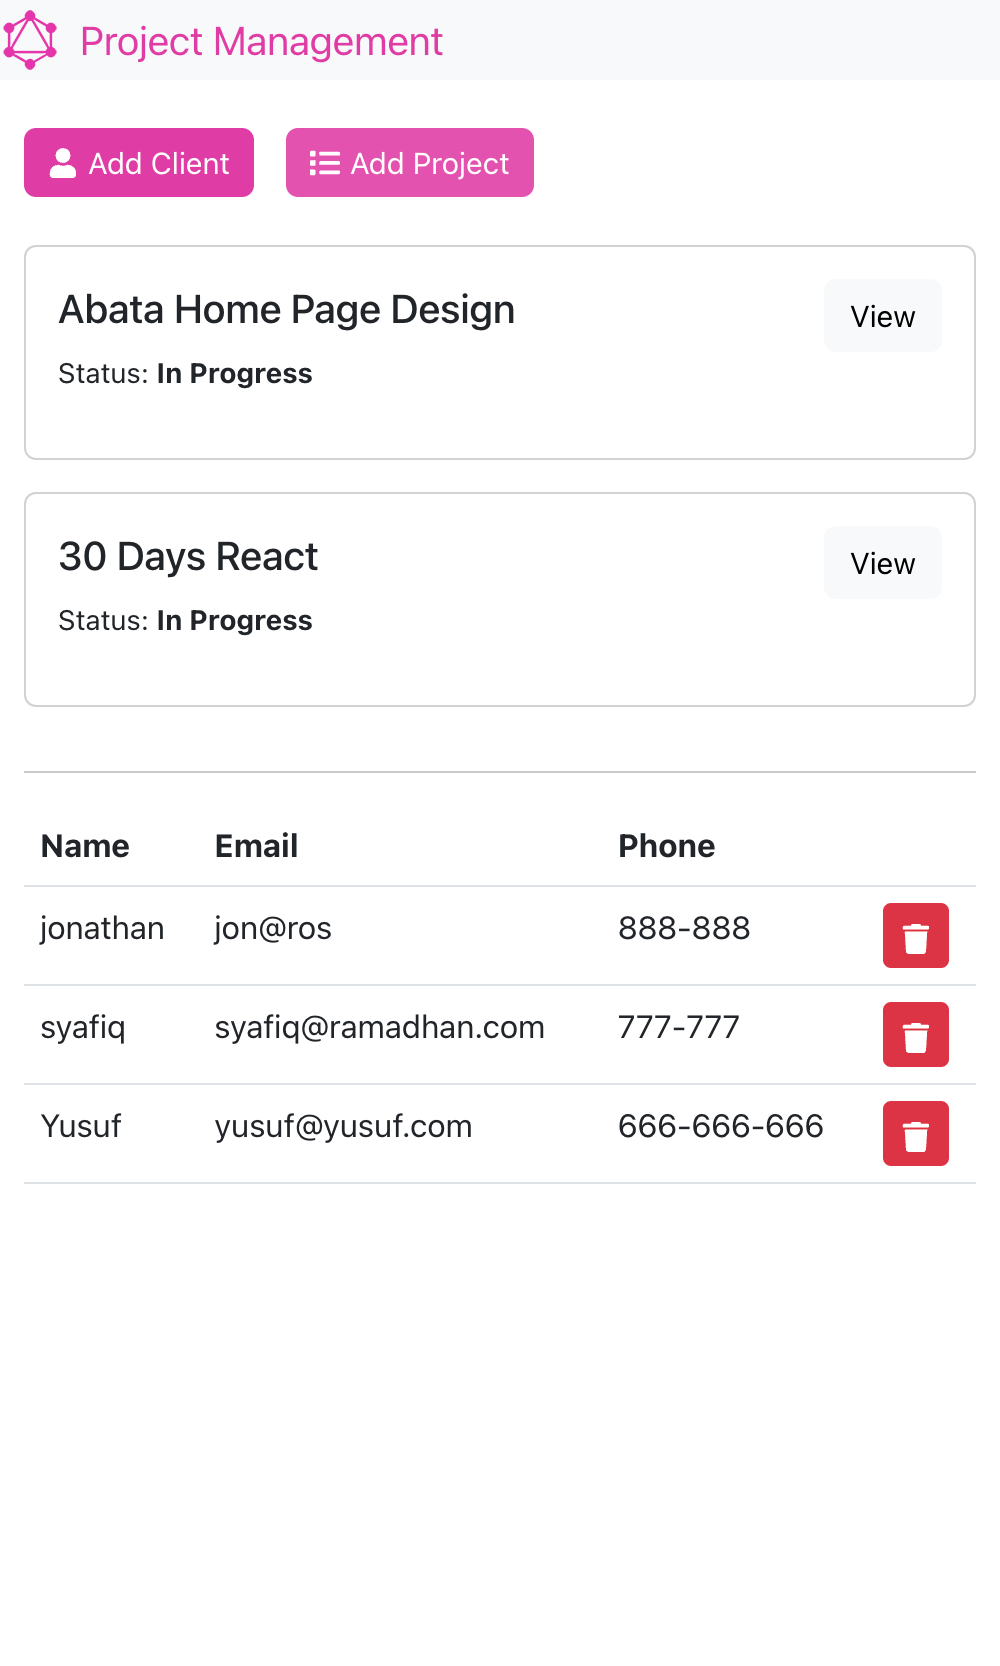 Project Management
Add Client Add Project
Abata Home Page Design View
Status: In Progress
30 Days React View
Status: In Progress
Name Email Phone
jonathan jon@ros 888-888
syafiq syafiq@ramadhan.com 777-777
Yusuf yusuf@yusuf.com 666-666-666